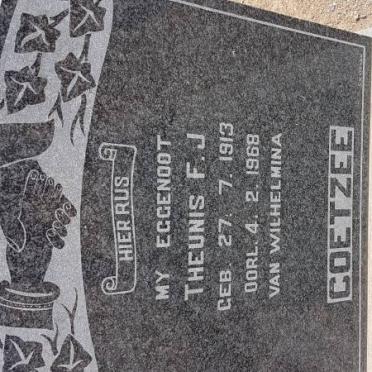 HIER RUS
MY EGGENOOT
THEUNIS F. J
GEB 27. 7. 1913
OORL. 4. 2. 1968
VAN WILHELMINA
COETZEE